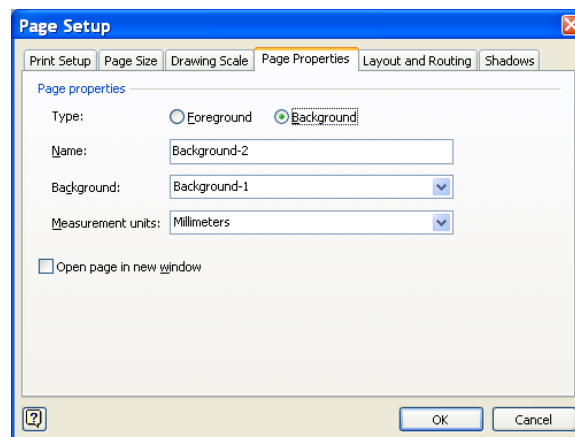 Page Setup
Print Setup Page Size Drawing Scale Page Properties Layout and Routing Shadows
Page properties
Type: Foreground Background
Name: Background-2
Background: Background-1
Measurement units: Millimeters
Open page in new window
OK Cancel